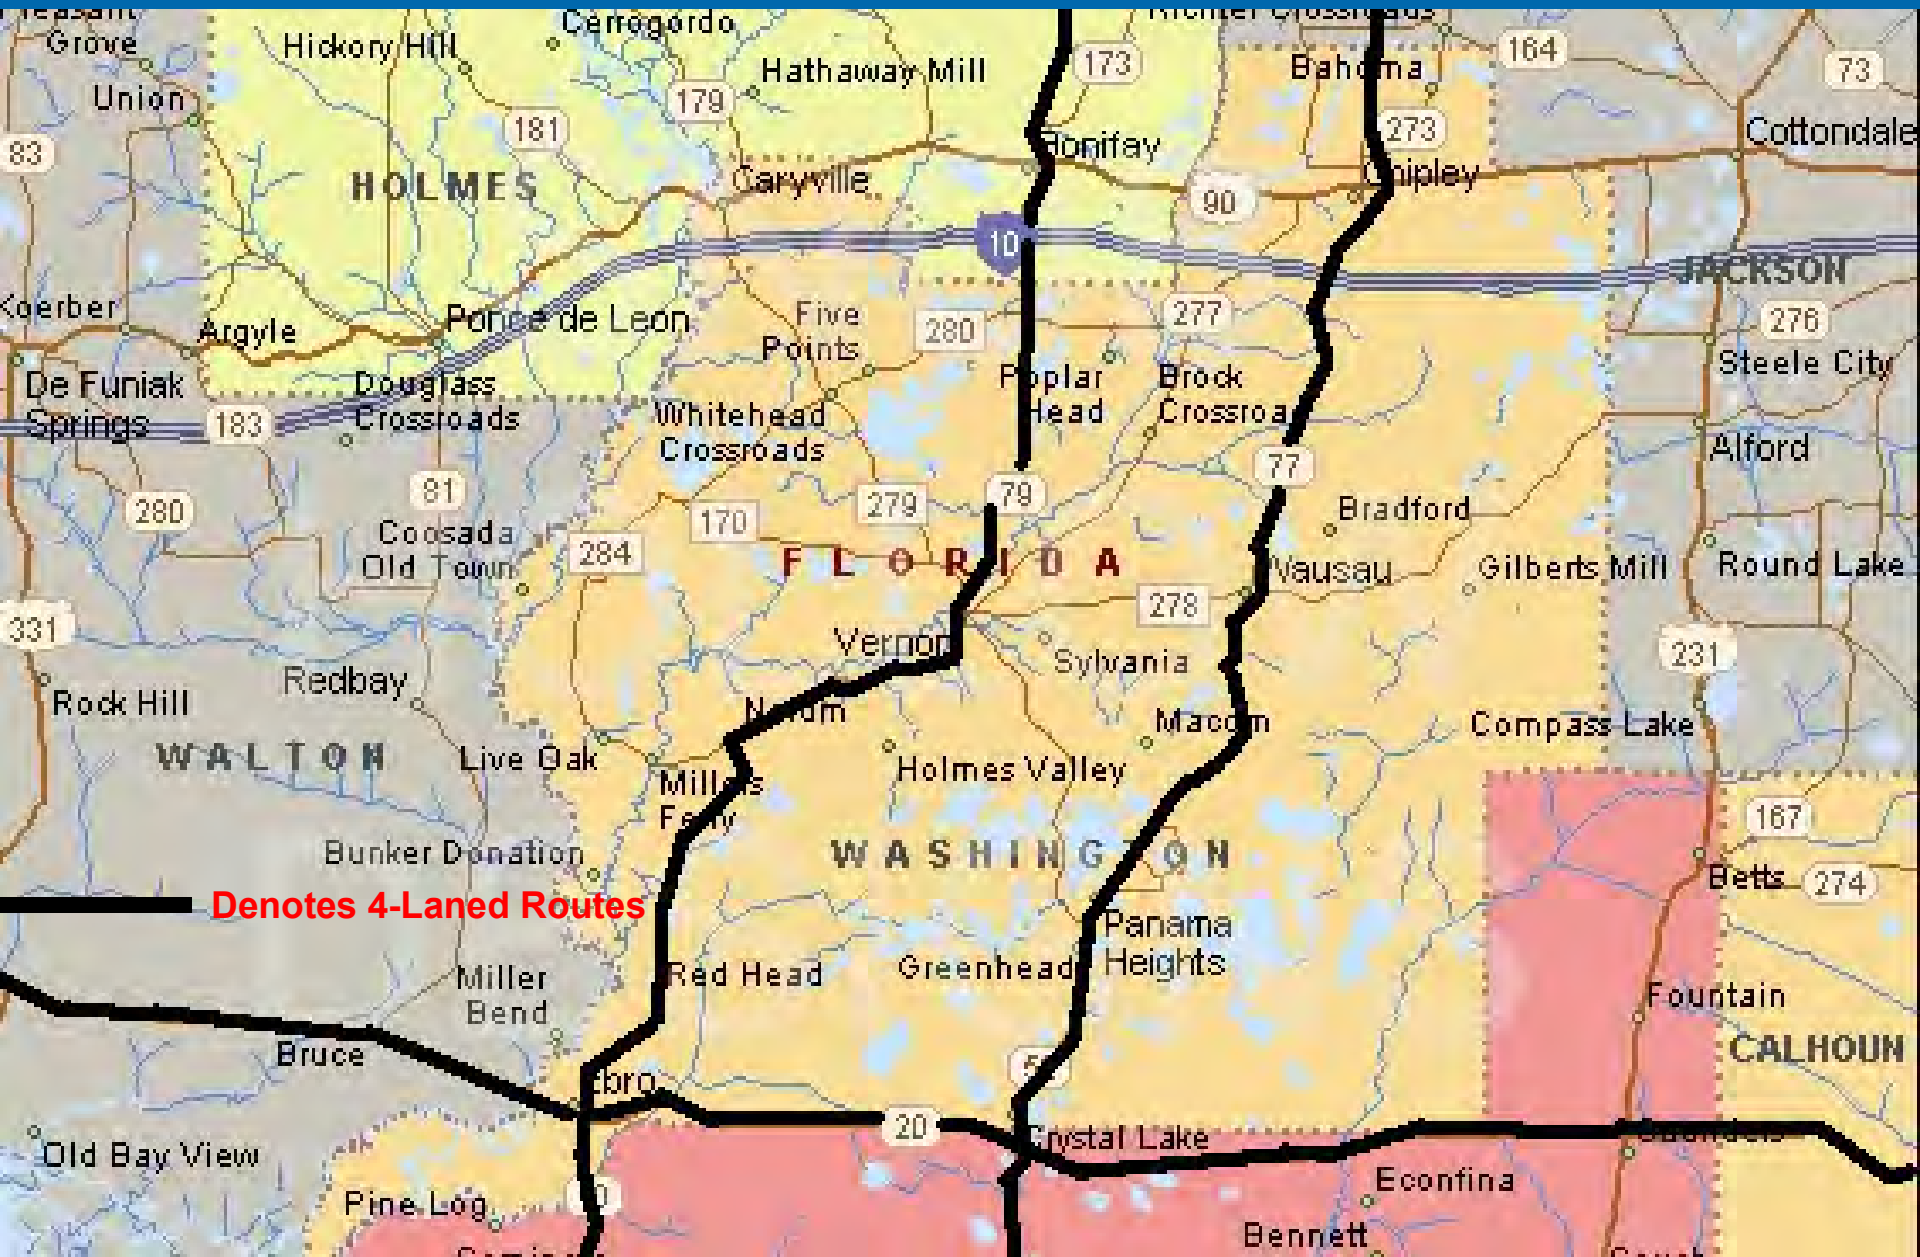 Grove
Union
Hickory Hill
Cerrogordo
Hathaway Mill
173
179
181
83
HOLMES
Caryville
Bonifay
Bahoma
273
164
73
Cottondale
Chipley
90
10
JACKSON
276
Steele City
Koerber
Argyle
Ponce de Leon
De Funiak
Springs
183
Douglass
Crossroads
Five
Points
280
277
Poplar
Head
Brock
Whitehead
Crossroads
Alford
77
79
81
280
279
170
284
Coosada
Old Town
FLORIDA
Bradford
Wausau
Gilberts Mill
Round Lake
278
331
Vernon
Sylvania
231
Redbay
Rock Hill
WALTON
Live Oak
Millers
Ferry
Holmes Valley
Macom
Compass Lake
167
Bunker Donation
WASHINGTON
Betts
274
Denotes 4-Laned Routes
Panama
Heights
Greenhead
Red Head
Miller
Bend
Fountain
CALHOUN
Bruce
Ebro
20
Crystal Lake
Old Bay View
Pine Log
Econfina
Bennett